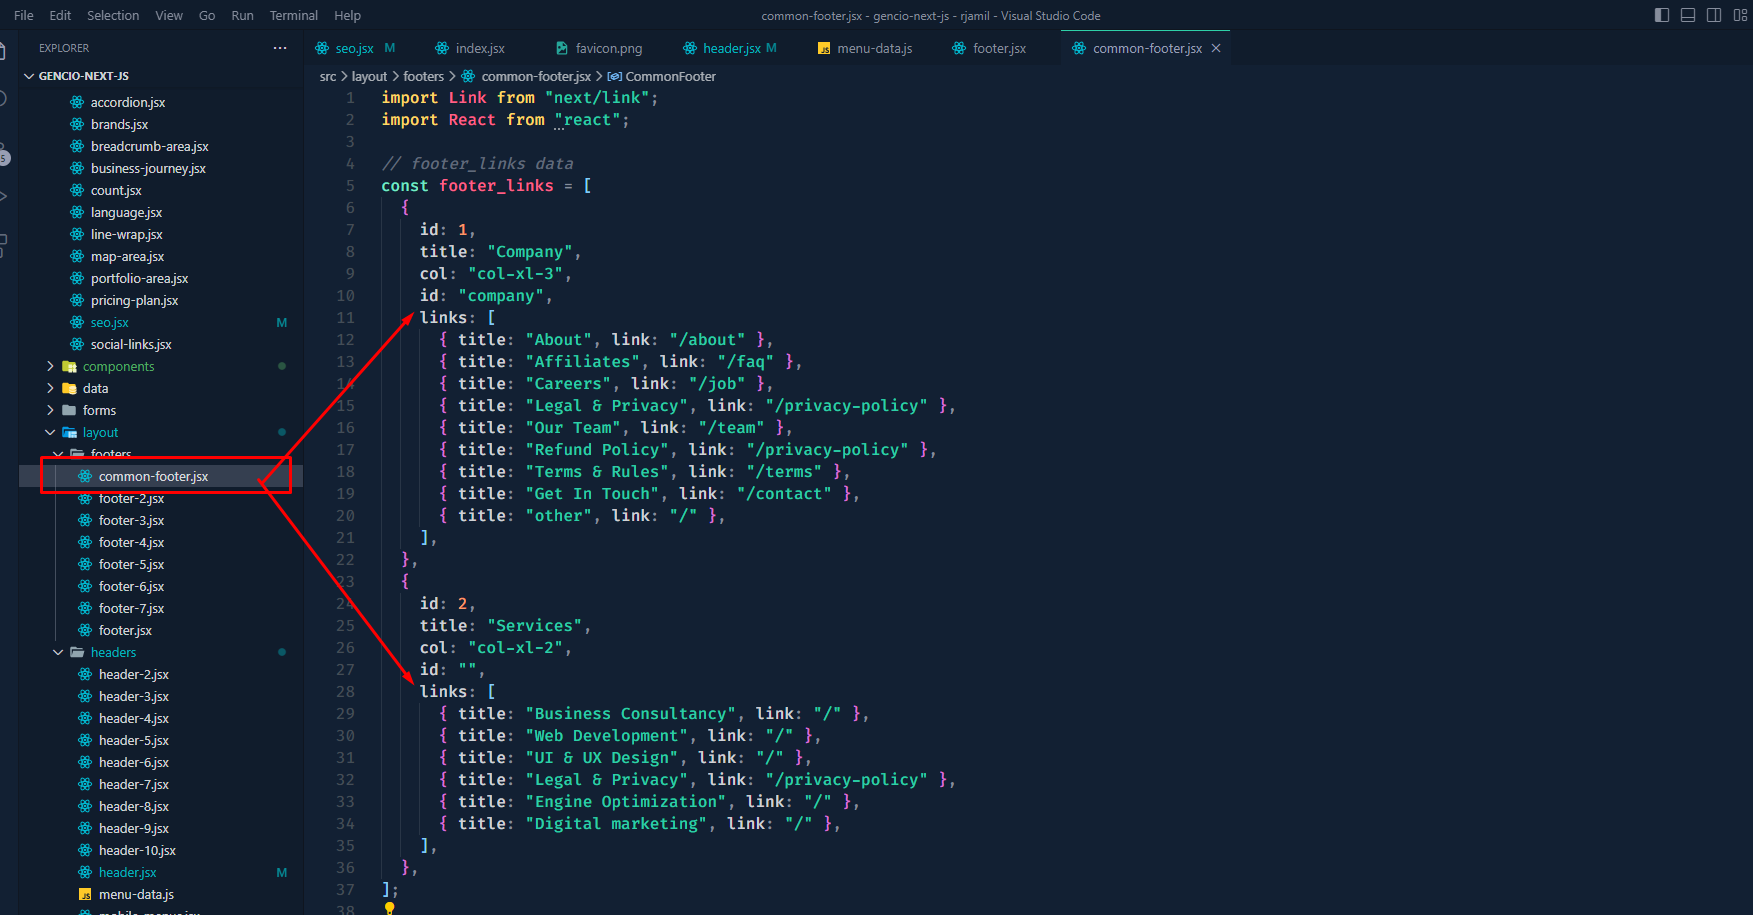 File Edit Selection View Go Run Terminal Help
common-footer.jsx - gencio-next-js - rjamil - Visual Studio Code
EXPLORER
GENCIO-NEXT-JS
accordion.jsx
brands.jsx
breadcrumb-area.jsx
business-journey.jsx
count.jsx
language.jsx
line-wrap.jsx
map-area.jsx
portfolio-area.jsx
pricing-plan.jsx
seo.jsx M
social-links.jsx
components
data
forms
layout
footers
common-footer.jsx
footer-2.jsx
footer-3.jsx
footer-4.jsx
footer-5.jsx
footer-6.jsx
footer-7.jsx
footer.jsx
headers
header-2.jsx
header-3.jsx
header-4.jsx
header-5.jsx
header-6.jsx
header-7.jsx
header-8.jsx
header-9.jsx
header-10.jsx
header.jsx M
JS menu-data.js
5
seo.jsx M index.jsx favicon.png header.jsx M JS menu-data.js footer.jsx common-footer.jsx
src > layout > footers > common-footer.jsx > CommonFooter
1 import Link from "next/link";
2 import React from "react";
3
4 // footer_links data
5 const footer_links = [
6 {
7 id: 1,
8 title: "Company",
9 col: "col-xl-3",
10 id: "company",
11 links: [
12 { title: "About", link: "/about" },
13 { title: "Affiliates", link: "/faq" },
14 { title: "Careers", link: "/job" },
15 { title: "Legal & Privacy", link: "/privacy-policy" },
16 { title: "Our Team", link: "/team" },
17 { title: "Refund Policy", link: "/privacy-policy" },
18 { title: "Terms & Rules", link: "/terms" },
19 { title: "Get In Touch", link: "/contact" },
20 { title: "other", link: "/" },
21 ],
22 },
23 {
24 id: 2,
25 title: "Services",
26 col: "col-xl-2",
27 id: "",
28 links: [
29 { title: "Business Consultancy", link: "/" },
30 { title: "Web Development", link: "/" },
31 { title: "UI & UX Design", link: "/" },
32 { title: "Legal & Privacy", link: "/privacy-policy" },
33 { title: "Engine Optimization", link: "/" },
34 { title: "Digital marketing", link: "/" },
35 ],
36 },
37 ];
38